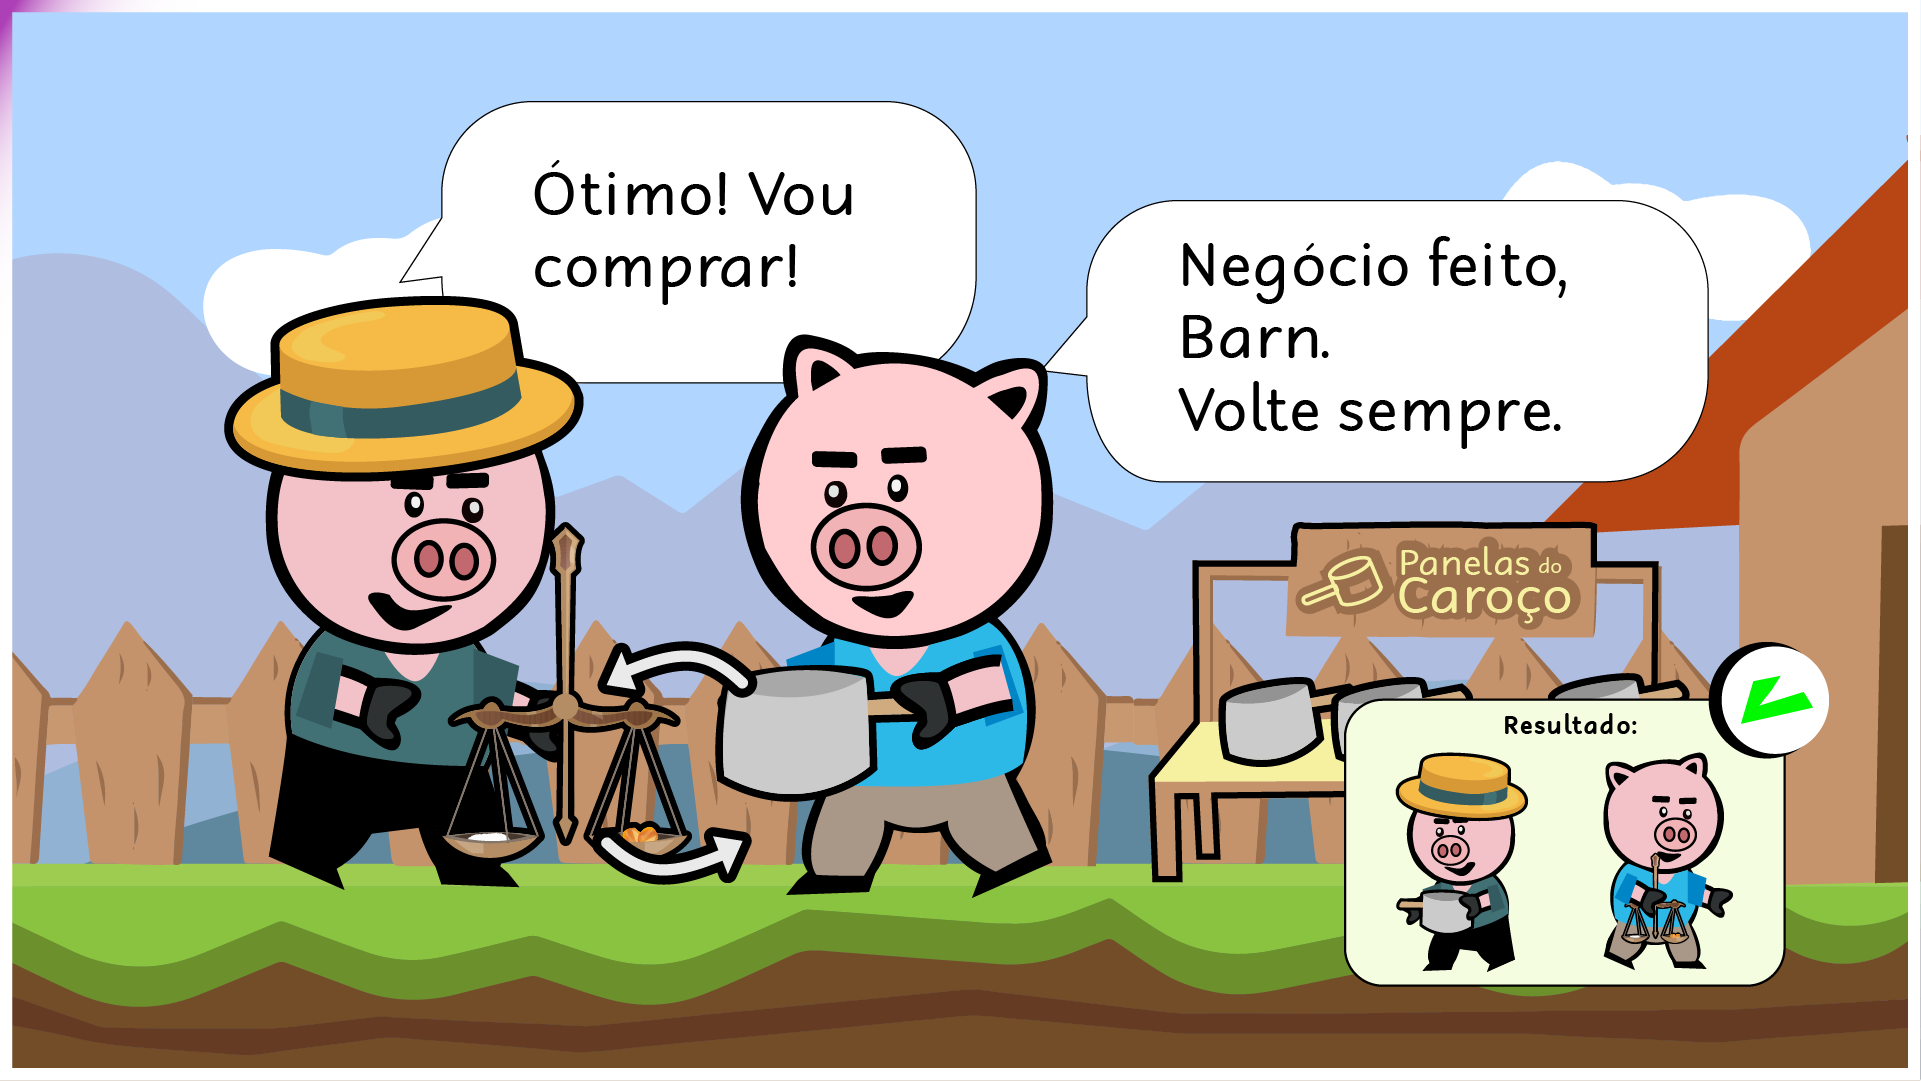 Ótimo! Vou
comprar!
Negócio feito,
Barn.
Volte sempre.
Panelas do
Caroço
Resultado: